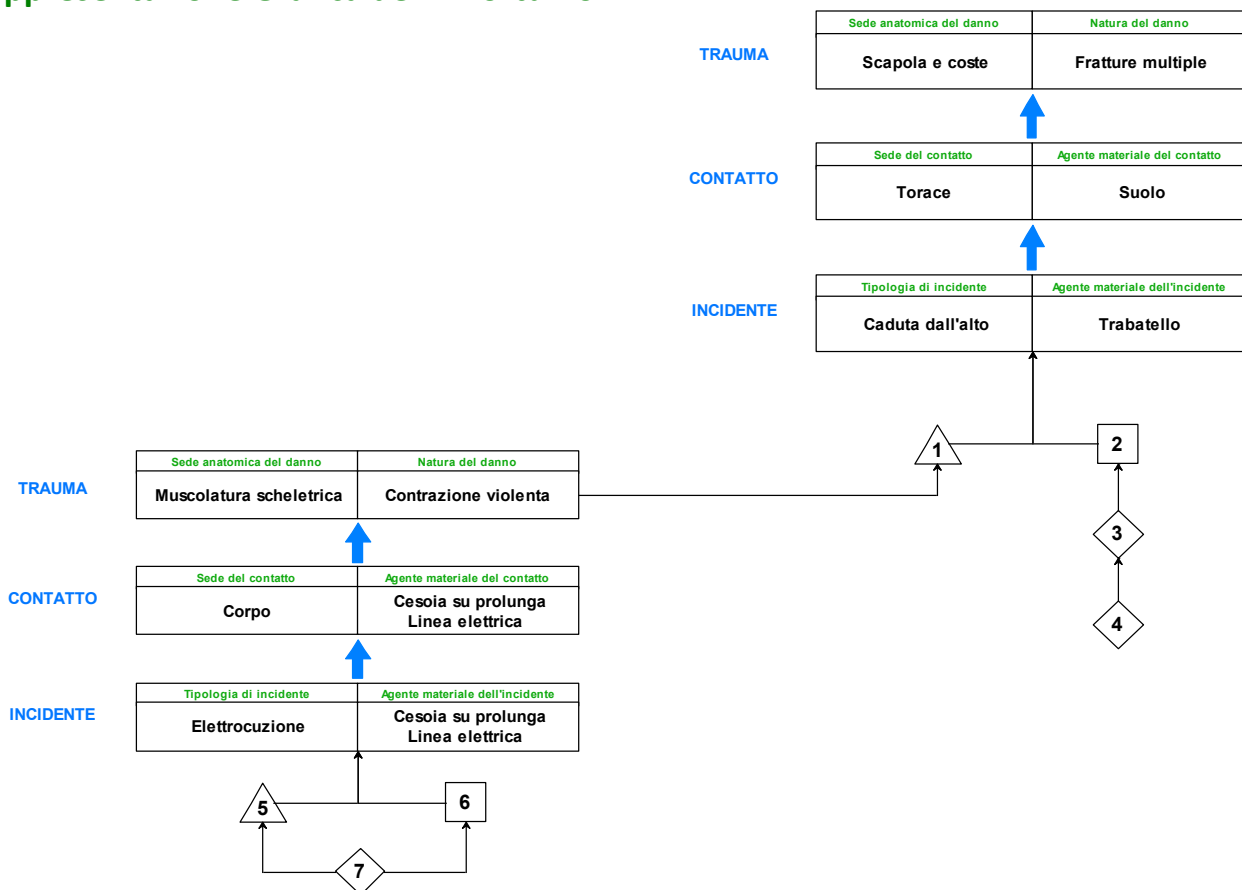 TRAUMA
Sede anatomica del danno
Natura del danno
Scapola e coste
Fratture multiple
CONTATTO
Sede del contatto
Agente materiale del contatto
Torace
Suolo
INCIDENTE
Tipologia di incidente
Agente materiale dell'incidente
Caduta dall'alto
Trabatello
1
2
3
4
TRAUMA
Sede anatomica del danno
Natura del danno
Muscolatura scheletrica
Contrazione violenta
CONTATTO
Sede del contatto
Agente materiale del contatto
Corpo
Cesoia su prolunga
Linea elettrica
INCIDENTE
Tipologia di incidente
Agente materiale dell'incidente
Elettrocuzione
Cesoia su prolunga
Linea elettrica
5
6
7